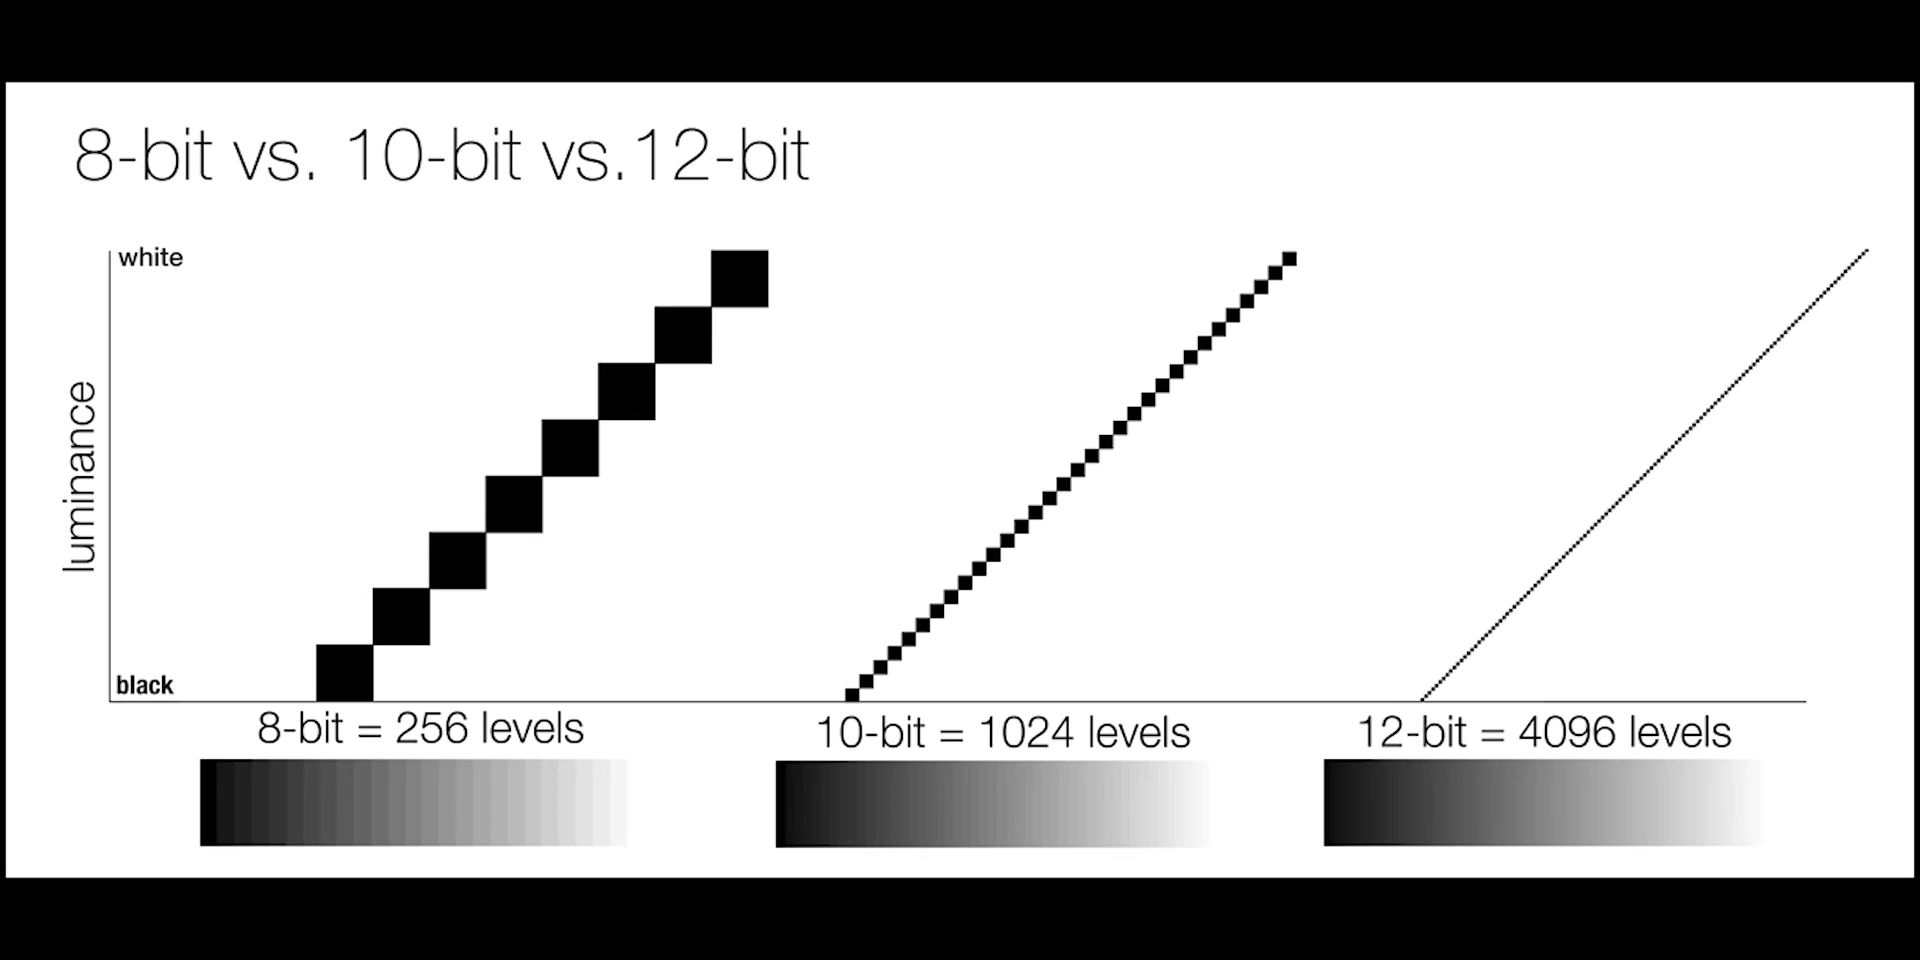 8-bit vs. 10-bit vs.12-bit
white
luminance
black
8-bit = 256 levels
10-bit = 1024 levels
12-bit = 4096 levels